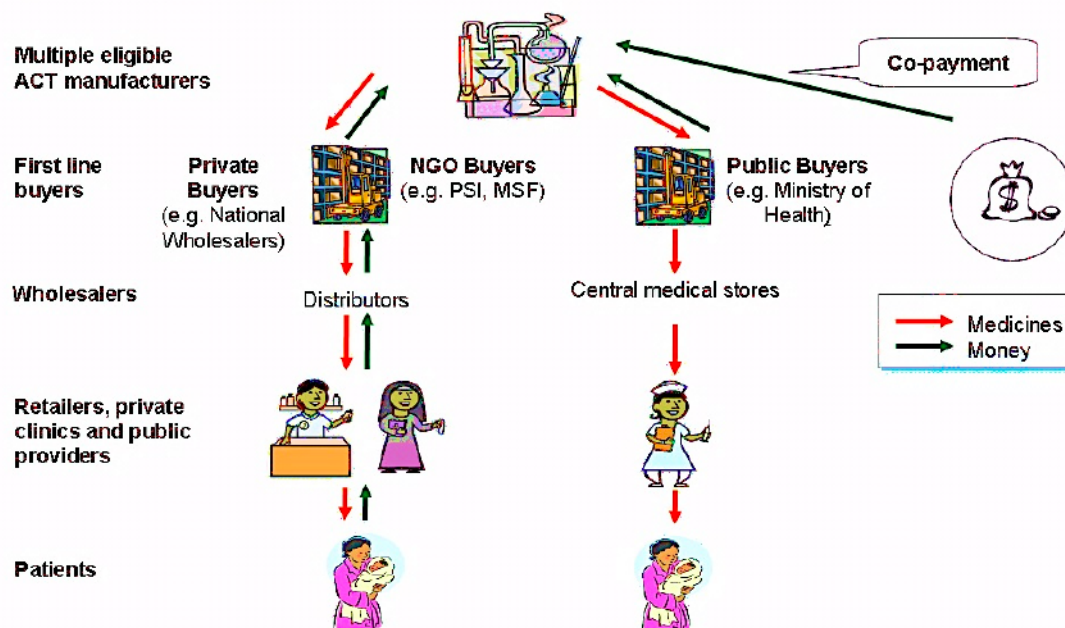 Multiple eligible
ACT manufacturers
Co-payment
First line
buyers
Private
Buyers
(e.g. National
Wholesalers)
NGO Buyers
(e.g. PSI, MSF)
Public Buyers
(e.g. Ministry of
Health)
$
Wholesalers
Distributors
Central medical stores
Medicines
Money
Retailers, private
clinics and public
providers
Patients